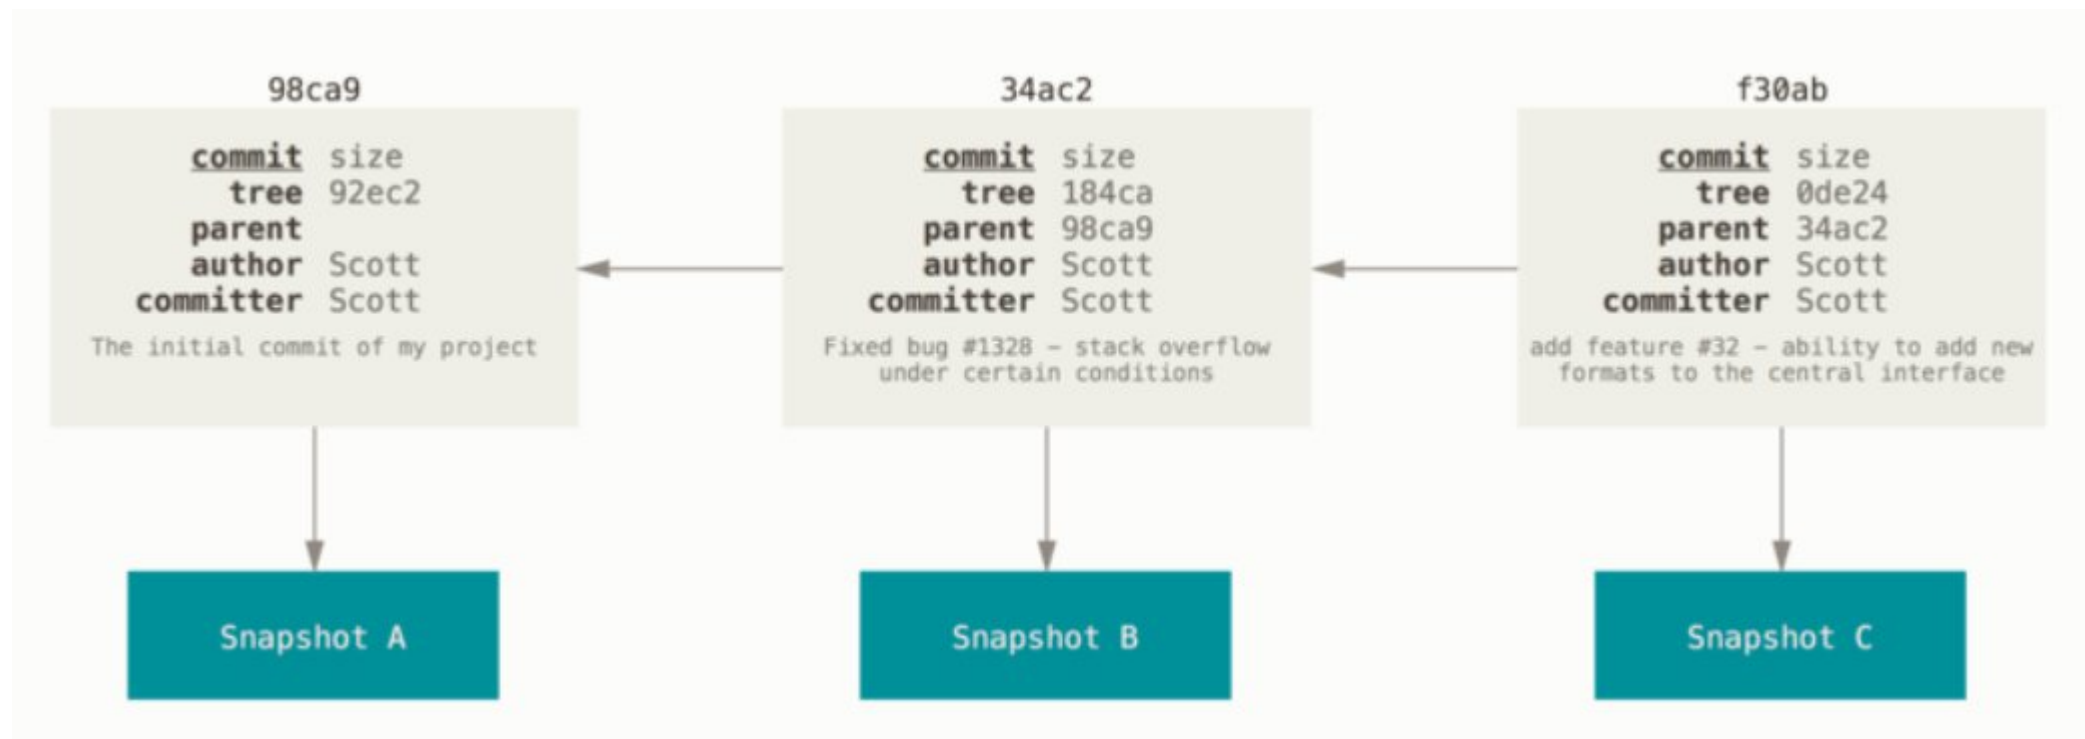 98ca9
commit size
tree 92ec2
parent
author Scott
committer Scott
The initial commit of my project
Snapshot A
34ac2
commit size
tree 184ca
parent 98ca9
author Scott
committer Scott
Fixed bug #1328 – stack overflow
under certain conditions
Snapshot B
f30ab
commit size
tree 0de24
parent 34ac2
author Scott
committer Scott
add feature #32 – ability to add new
formats to the central interface
Snapshot C